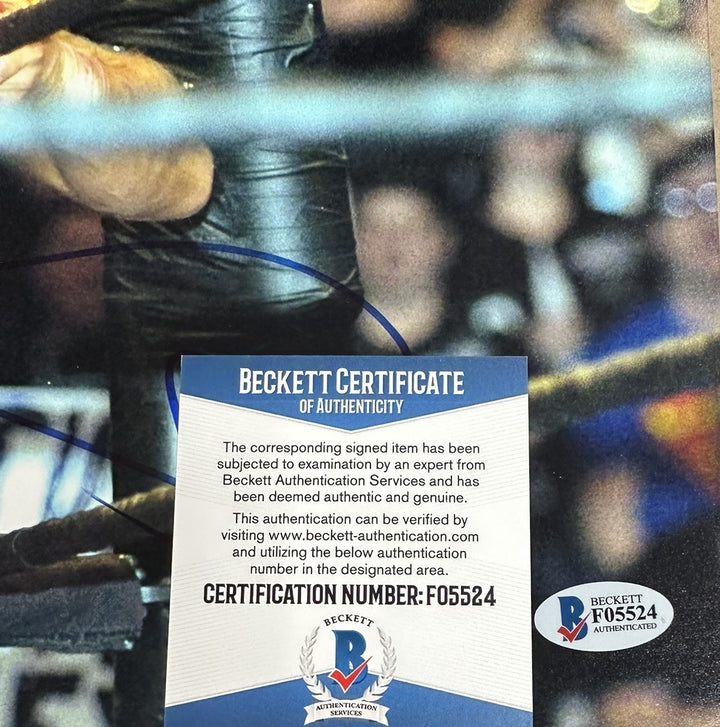 BECKETT CERTIFICATE
OF AUTHENTICITY
The corresponding signed item has been
subjected to examination by an expert from
Beckett Authentication Services and has
been deemed authentic and genuine.
This authentication can be verified by
visiting www.beckett-authentication.com
and utilizing the below authentication
number in the designated area.
CERTIFICATION NUMBER: F05524
BECKETT
B
AUTHENTICATION
SERVICES
B
BECKETT
F05524
AUTHENTICATED